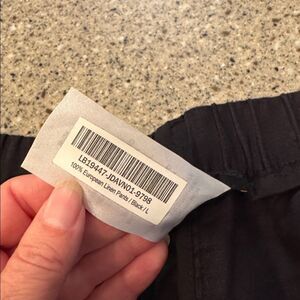 LB19447-JDAVN01-9798
100% European Linen Pants / Black / L